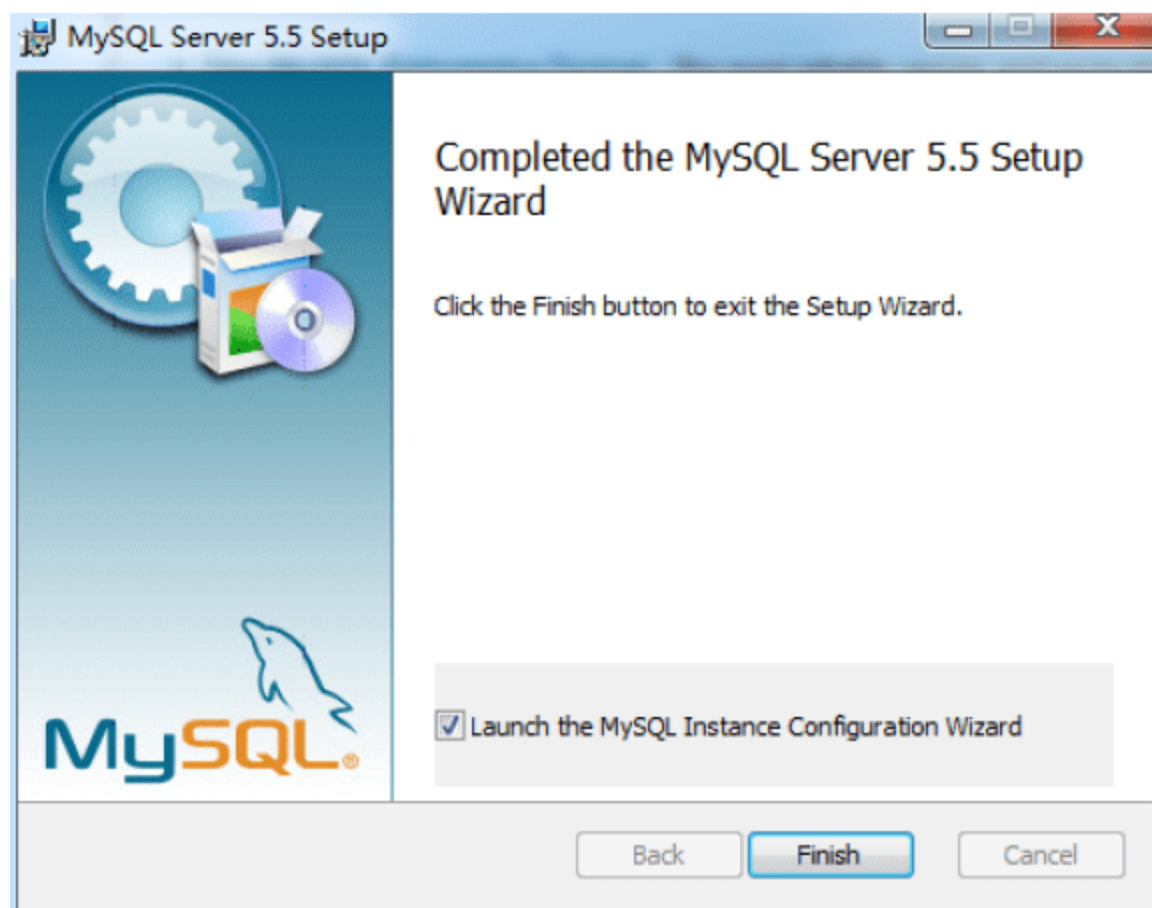 MySQL Server 5.5 Setup
Completed the MySQL Server 5.5 Setup
Wizard
Click the Finish button to exit the Setup Wizard.
Launch the MySQL Instance Configuration Wizard
MySQL®
Back Finish Cancel